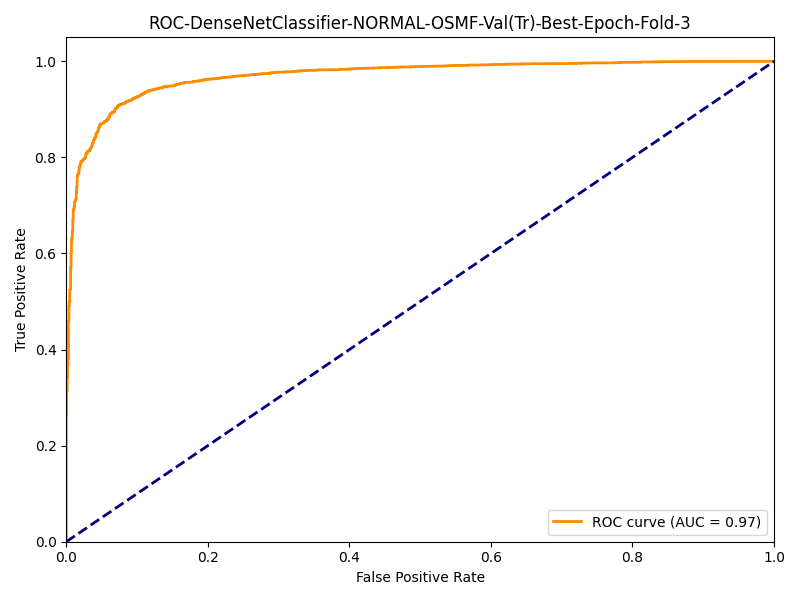 ROC-DenseNetClassifier-NORMAL-OSMF-Val(Tr)-Best-Epoch-Fold-3
1.0
0.8
0.6
0.4
0.2
0.0
True Positive Rate
ROC curve (AUC = 0.97)
0.0 0.2 0.4 0.6 0.8 1.0
False Positive Rate